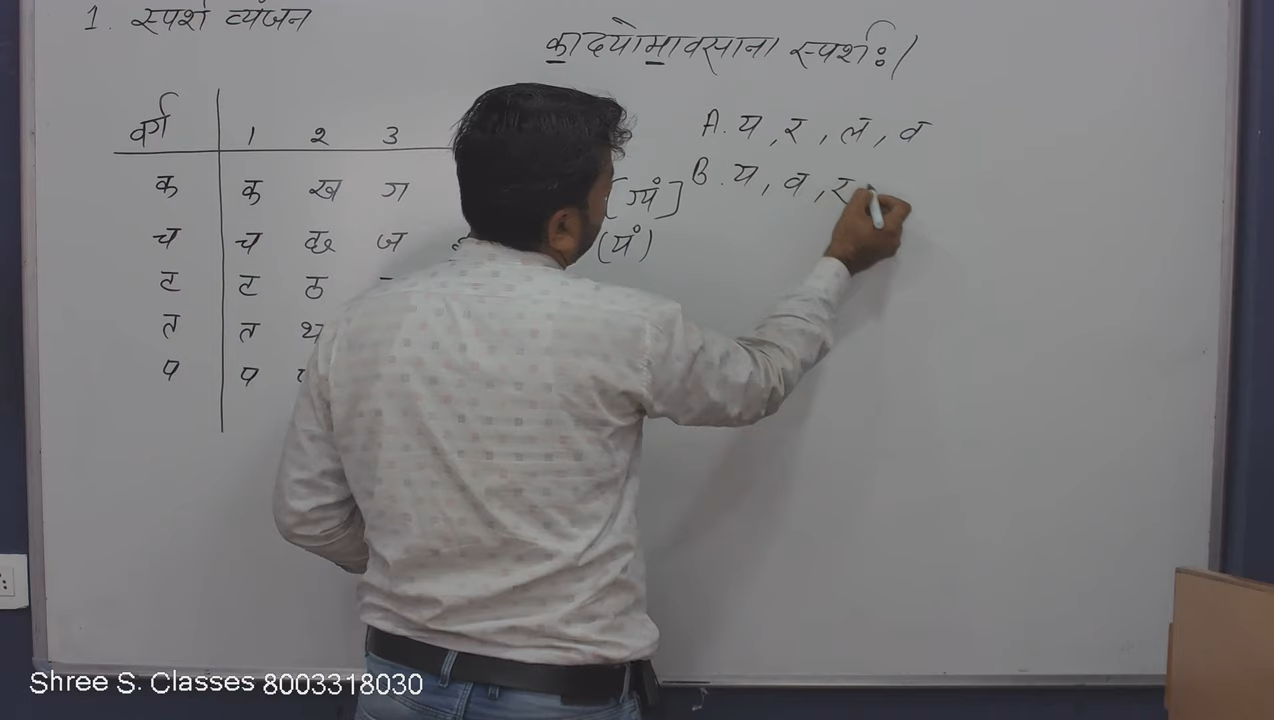 1. स्पर्श व्यंजन
कादयोमावसाना स्पर्शः।
वर्ग 1 2 3
क क ख ग [ग्यं]
च च छ ज (यं)
ट ट ठ
त त थ
प प
A. य, र, ल, व
B. य, व, र
Shree S. Classes 8003318030